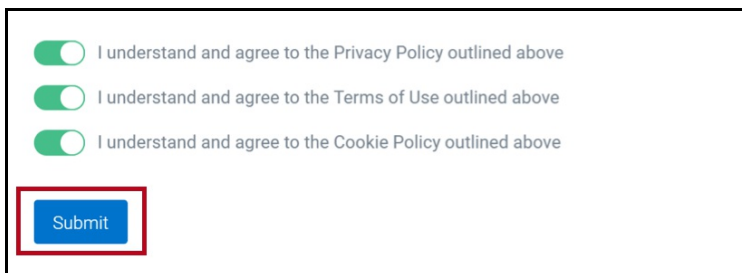 I understand and agree to the Privacy Policy outlined above
I understand and agree to the Terms of Use outlined above
I understand and agree to the Cookie Policy outlined above
Submit